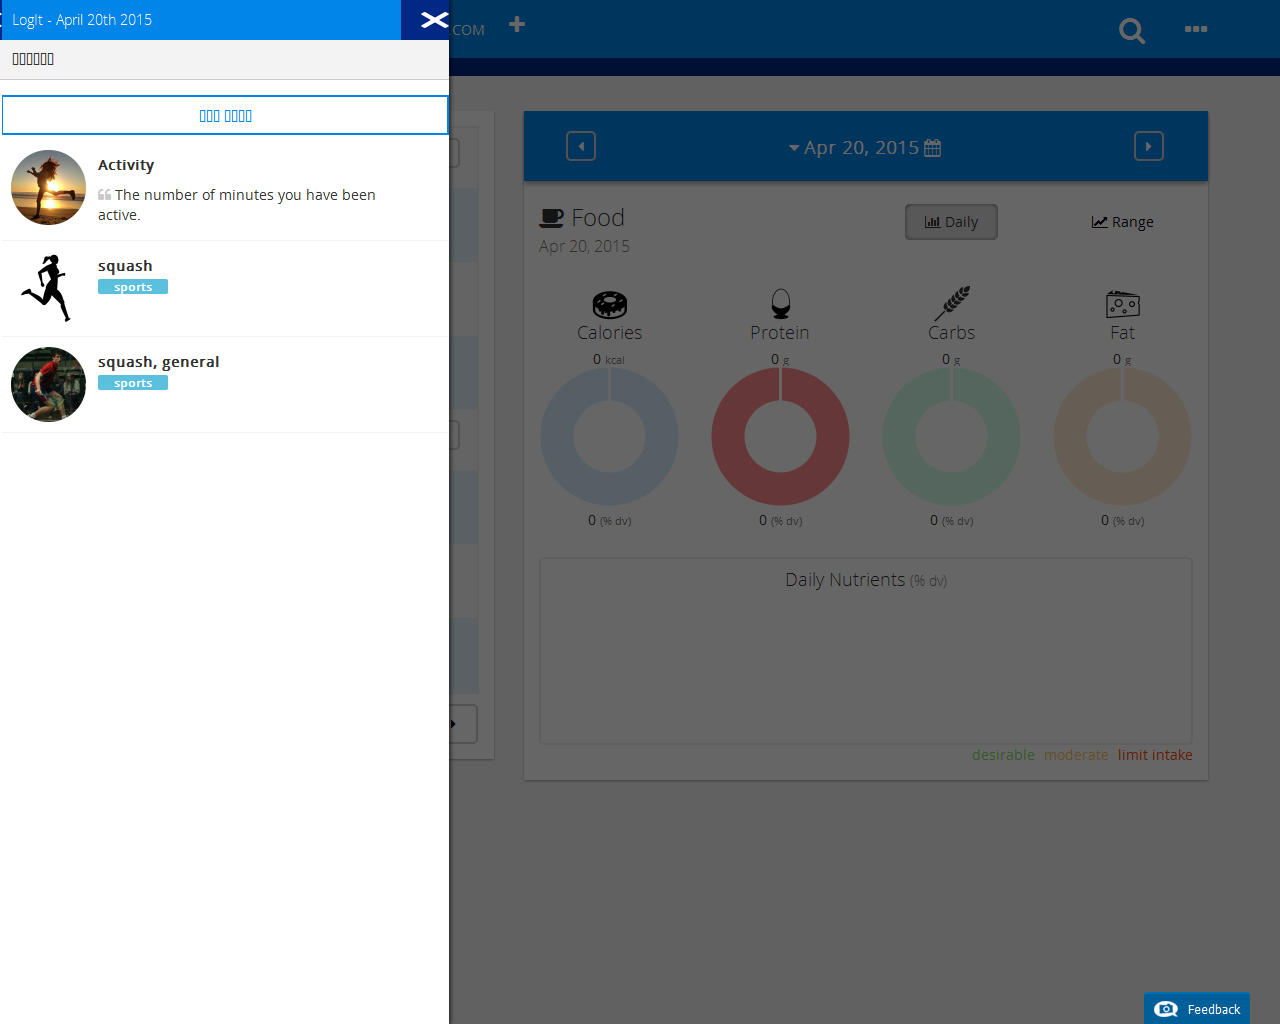 LogIt - April 20th 2015
.COM
Activity
The number of minutes you have been
active.
squash
sports
squash, general
sports
Apr 20, 2015
Food
Apr 20, 2015
Daily
Range
Calories
Protein
Carbs
Fat
0 kcal
0 g
0 g
0 g
0 (% dv)
0 (% dv)
0 (% dv)
0 (% dv)
Daily Nutrients (% dv)
desirable moderate limit intake
Feedback